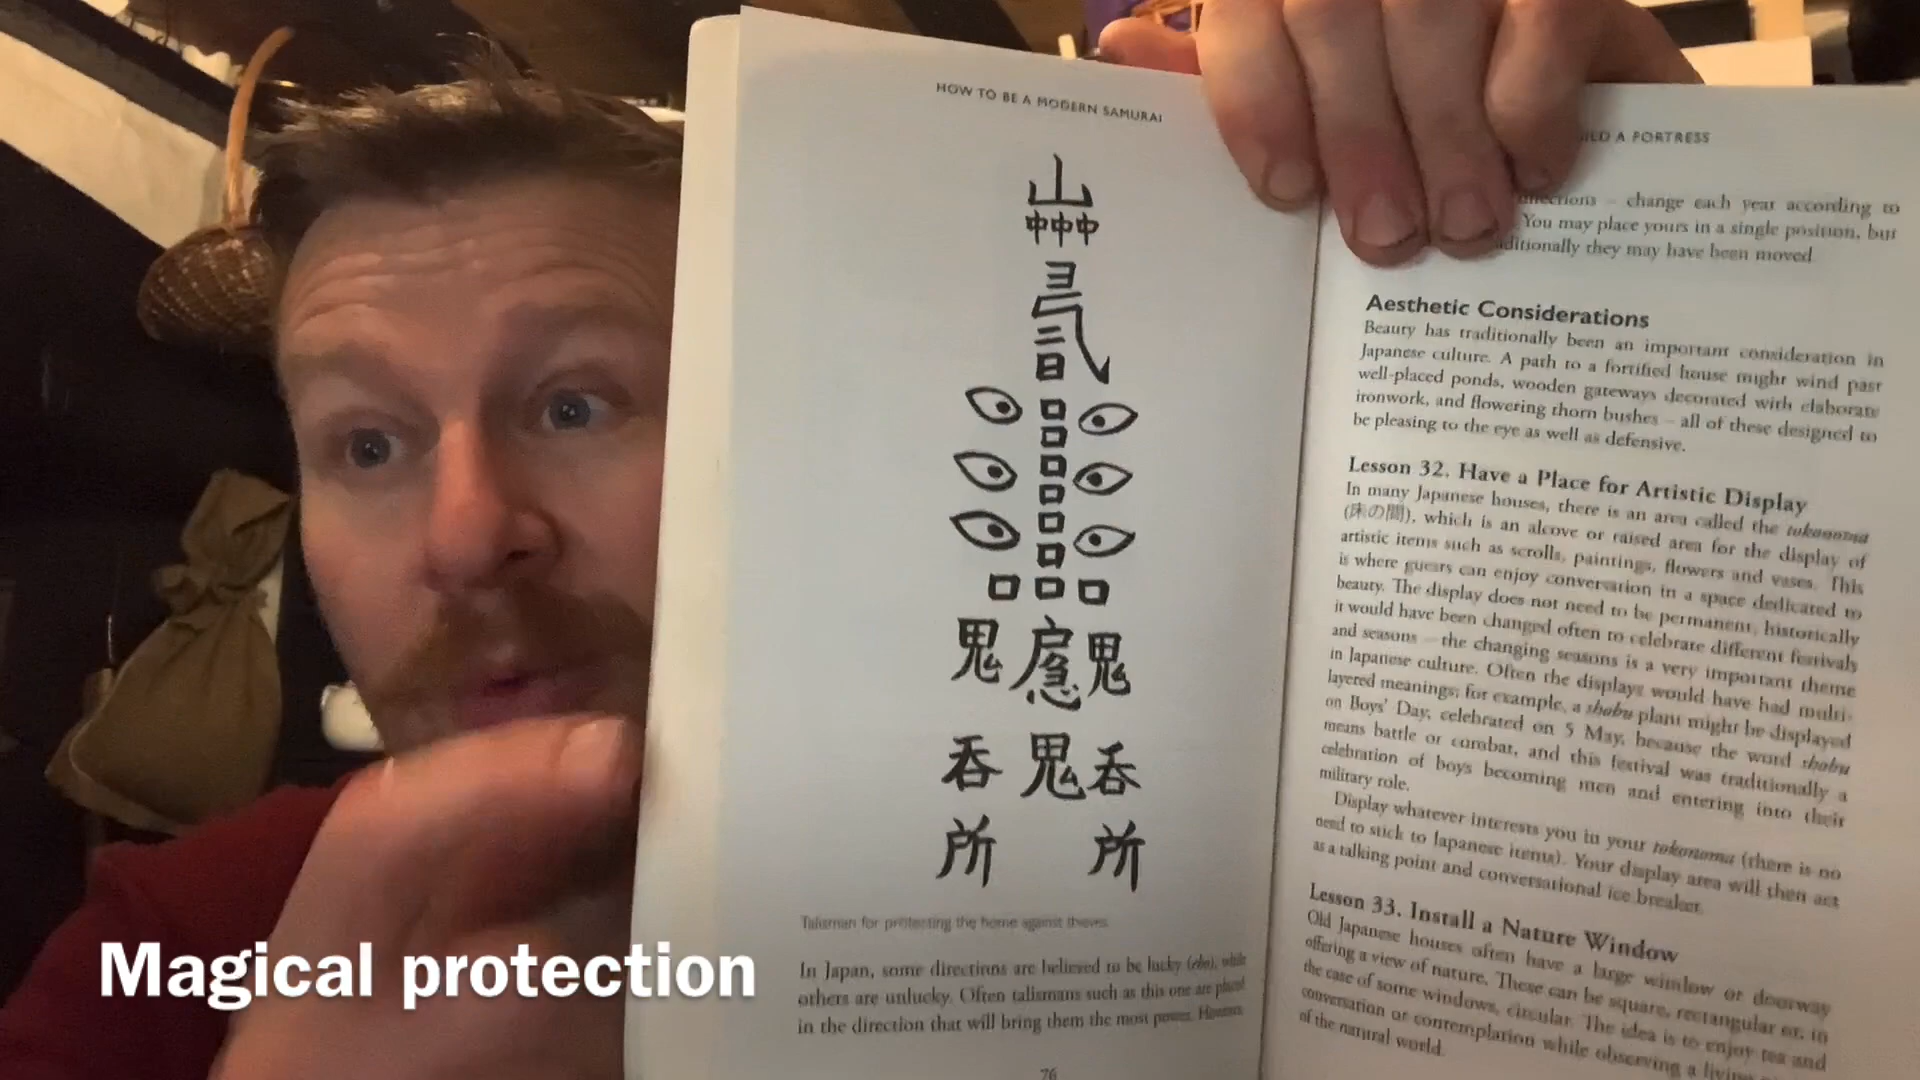 HOW TO BE A MODERN SAMURAI
山
中中中
鬼 鬼
呑 鬼 呑
所 所
Talisman for protecting the home against thieves.
In Japan, some directions are believed to be lucky (eho), while
others are unlucky. Often talismans such as this one are placed
in the direction that will bring them the most power. However,
76
A FORTRESS
– change each year according to
You may place yours in a single position, but
they may have been moved.
Aesthetic Considerations
Beauty has traditionally been an important consideration in
Japanese culture. A path to a fortified house might wind past
well-placed ponds, wooden gateways decorated with elaborate
ironwork, and flowering thorn bushes – all of these designed to
be pleasing to the eye as well as defensive.
Lesson 32. Have a Place for Artistic Display
In many Japanese houses, there is an area called the tokonoma
(床の間), which is an alcove or raised area for the display of
artistic items such as scrolls, paintings, flowers and vases. This
is where guests can enjoy conversation in a space dedicated to
beauty. The display does not need to be permanent, historically
it would have been changed often to celebrate different festivals
and seasons – the changing seasons is a very important theme
in Japanese culture. Often the displays would have had multi-
layered meanings; for example, a shobu plant might be displayed
on Boys' Day, celebrated on 5 May, because the word shobu
means battle or combat, and this festival was traditionally a
celebration of boys becoming men and entering into their
military role.
Display whatever interests you in your tokonoma (there is no
need to stick to Japanese items). Your display area will then act
as a talking point and conversational ice breaker.
Lesson 33. Install a Nature Window
Old Japanese houses often have a large window or doorway
offering a view of nature. These can be square, rectangular or, in
the case of some windows, circular. The idea is to enjoy tea and
conversation or contemplation while observing a living
of the natural world.
Magical protection